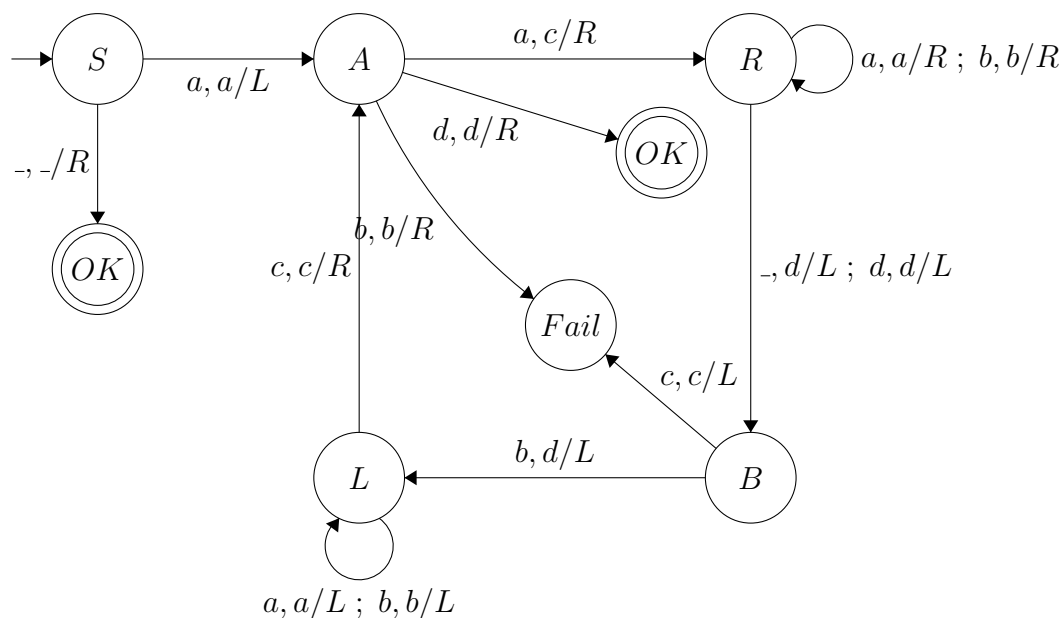 S
a, a/L
A
a, c/R
R
a, a/R ; b, b/R
_, _/R
d, d/R
OK
b, b/R
OK
c, c/R
_, d/L ; d, d/L
Fail
c, c/L
L
b, d/L
B
a, a/L ; b, b/L